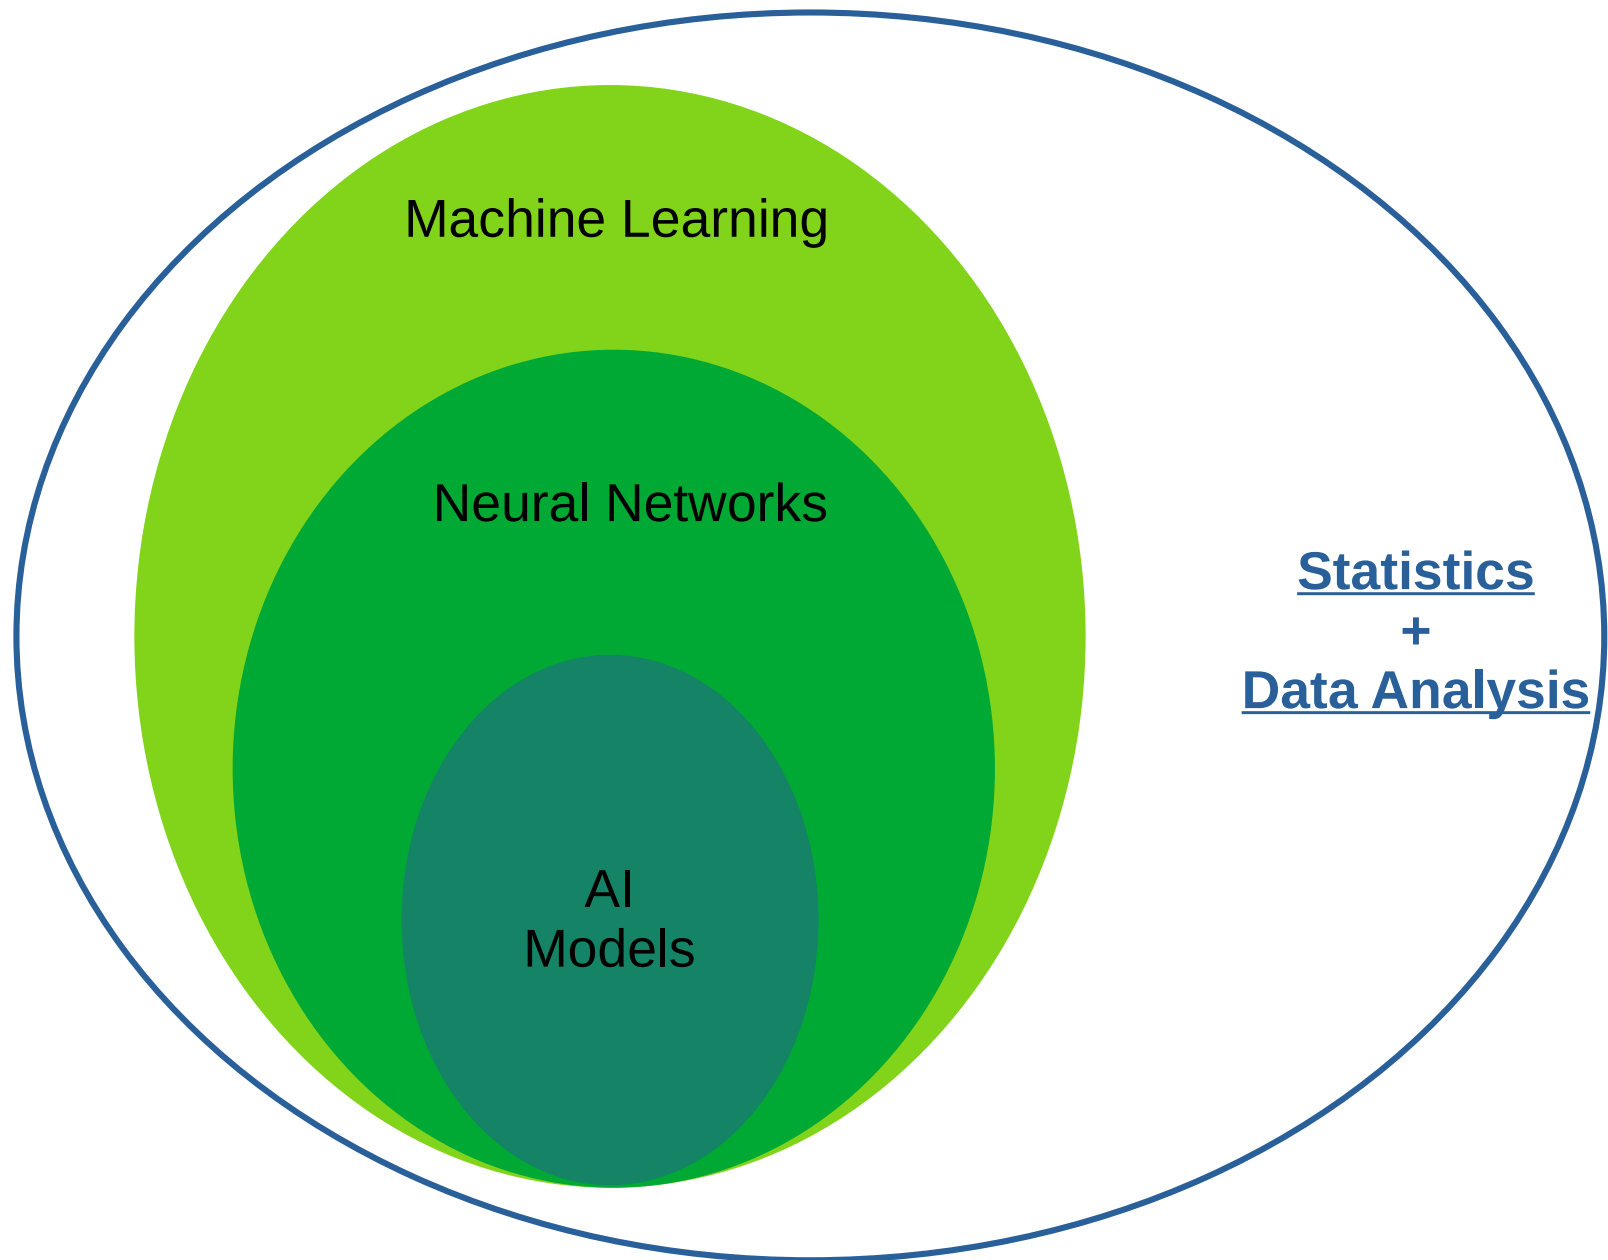 Machine Learning
Neural Networks
Statistics
+
Data Analysis
AI
Models